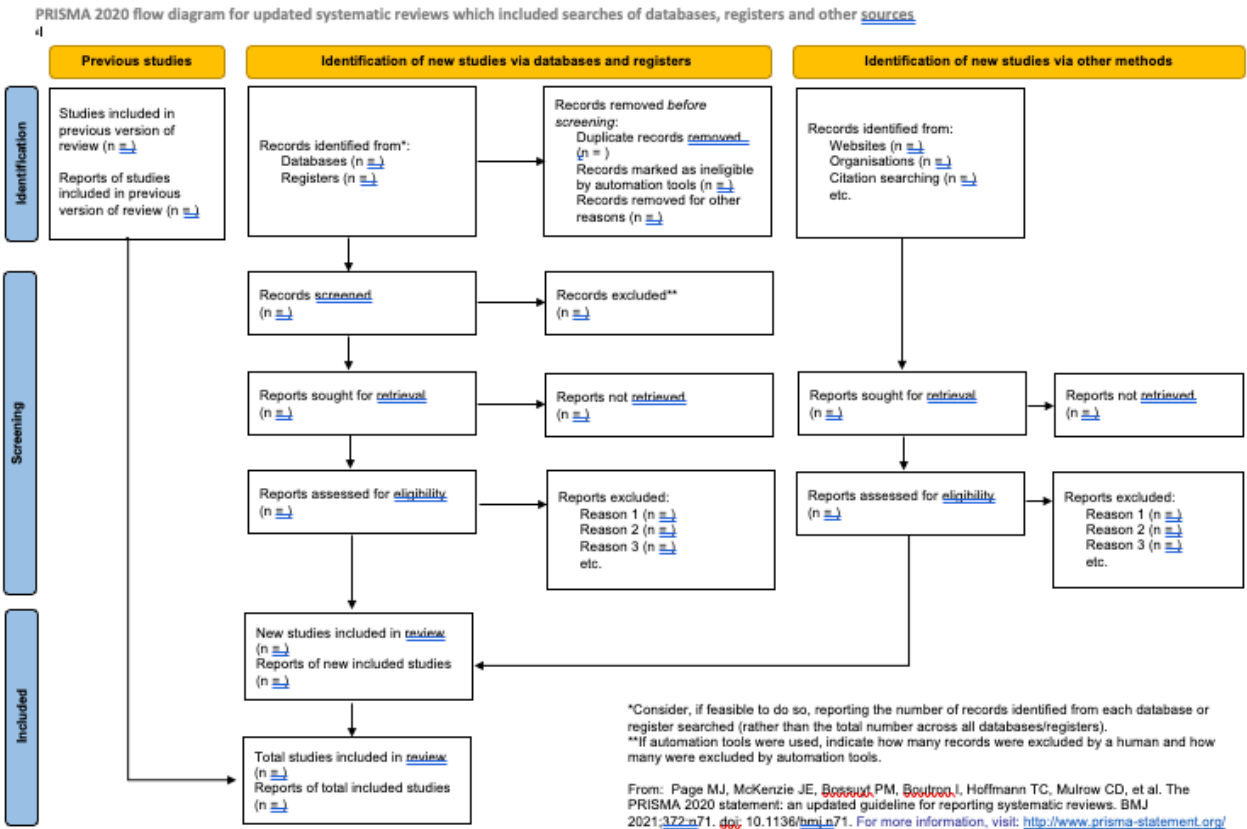 PRISMA 2020 flow diagram for updated systematic reviews which included searches of databases, registers and other sources
Previous studies
Identification of new studies via databases and registers
Identification of new studies via other methods
Identification
Studies included in
previous version of
review (n = )
Reports of studies
included in previous
version of review (n = )
Records identified from*:
Databases (n = )
Registers (n = )
Records removed before
screening:
Duplicate records removed
(n = )
Records marked as ineligible
by automation tools (n = )
Records removed for other
reasons (n = )
Records identified from:
Websites (n = )
Organisations (n = )
Citation searching (n = )
etc.
Screening
Records screened
(n = )
Records excluded**
(n = )
Reports sought for retrieval
(n = )
Reports not retrieved
(n = )
Reports sought for retrieval
(n = )
Reports not retrieved
(n = )
Reports assessed for eligibility
(n = )
Reports excluded:
Reason 1 (n = )
Reason 2 (n = )
Reason 3 (n = )
etc.
Reports assessed for eligibility
(n = )
Reports excluded:
Reason 1 (n = )
Reason 2 (n = )
Reason 3 (n = )
etc.
Included
New studies included in review
(n = )
Reports of new included studies
(n = )
Total studies included in review
(n = )
Reports of total included studies
(n = )
*Consider, if feasible to do so, reporting the number of records identified from each database or
register searched (rather than the total number across all databases/registers).
**If automation tools were used, indicate how many records were excluded by a human and how
many were excluded by automation tools.
From: Page MJ, McKenzie JE, Bossuyt PM, Boutron I, Hoffmann TC, Mulrow CD, et al. The
PRISMA 2020 statement: an updated guideline for reporting systematic reviews. BMJ
2021;372:n71. doi: 10.1136/bmj.n71. For more information, visit: http://www.prisma-statement.org/